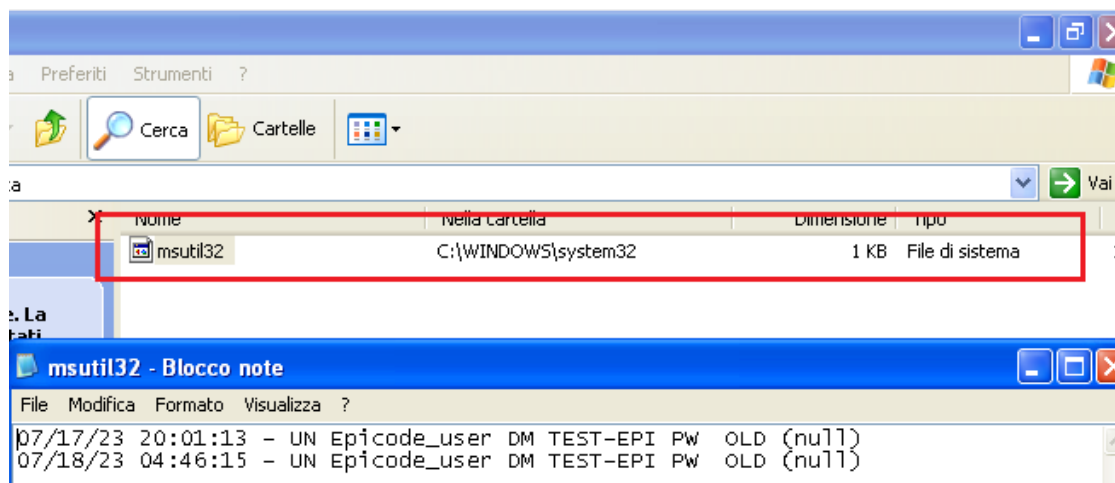 Preferiti Strumenti ?
Cerca Cartelle
Vai
Nome Nella cartella Dimensione Tipo
msutil32 C:\WINDOWS\system32 1 KB File di sistema
e. La
tati
msutil32 - Blocco note
File Modifica Formato Visualizza ?
07/17/23 20:01:13 - UN Epicode_user DM TEST-EPI PW  OLD (null)
07/18/23 04:46:15 - UN Epicode_user DM TEST-EPI PW  OLD (null)